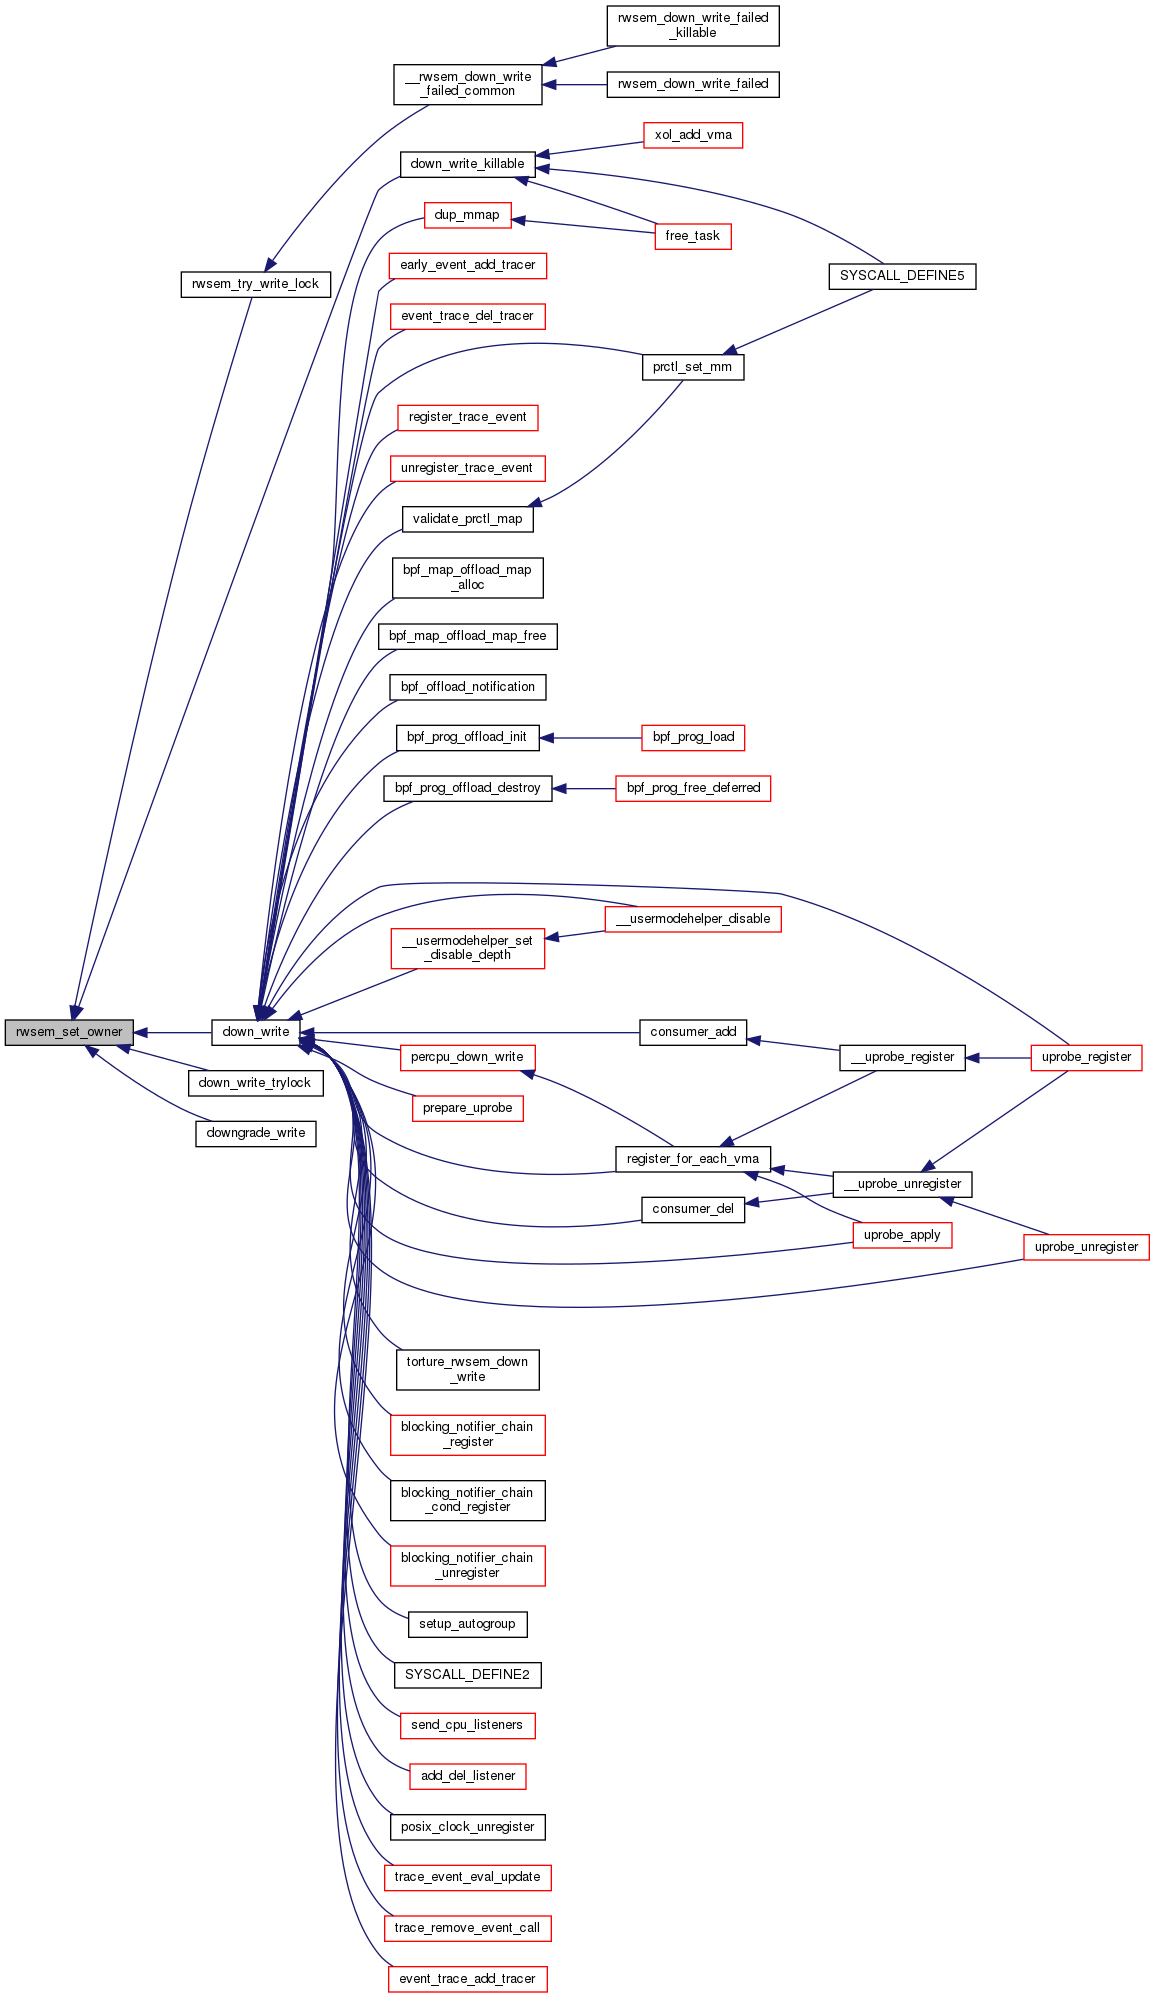 rwsem_down_write_failed
_killable
__rwsem_down_write
_failed_common
rwsem_down_write_failed
xol_add_vma
down_write_killable
dup_mmap
free_task
early_event_add_tracer
SYSCALL_DEFINE5
rwsem_try_write_lock
event_trace_del_tracer
prctl_set_mm
register_trace_event
unregister_trace_event
validate_prctl_map
bpf_map_offload_map
_alloc
bpf_map_offload_map_free
bpf_offload_notification
bpf_prog_offload_init
bpf_prog_load
bpf_prog_offload_destroy
bpf_prog_free_deferred
__usermodehelper_disable
__usermodehelper_set
_disable_depth
rwsem_set_owner
down_write
consumer_add
percpu_down_write
__uprobe_register
uprobe_register
down_write_trylock
prepare_uprobe
downgrade_write
register_for_each_vma
__uprobe_unregister
consumer_del
uprobe_apply
uprobe_unregister
torture_rwsem_down
_write
blocking_notifier_chain
_register
blocking_notifier_chain
_cond_register
blocking_notifier_chain
_unregister
setup_autogroup
SYSCALL_DEFINE2
send_cpu_listeners
add_del_listener
posix_clock_unregister
trace_event_eval_update
trace_remove_event_call
event_trace_add_tracer